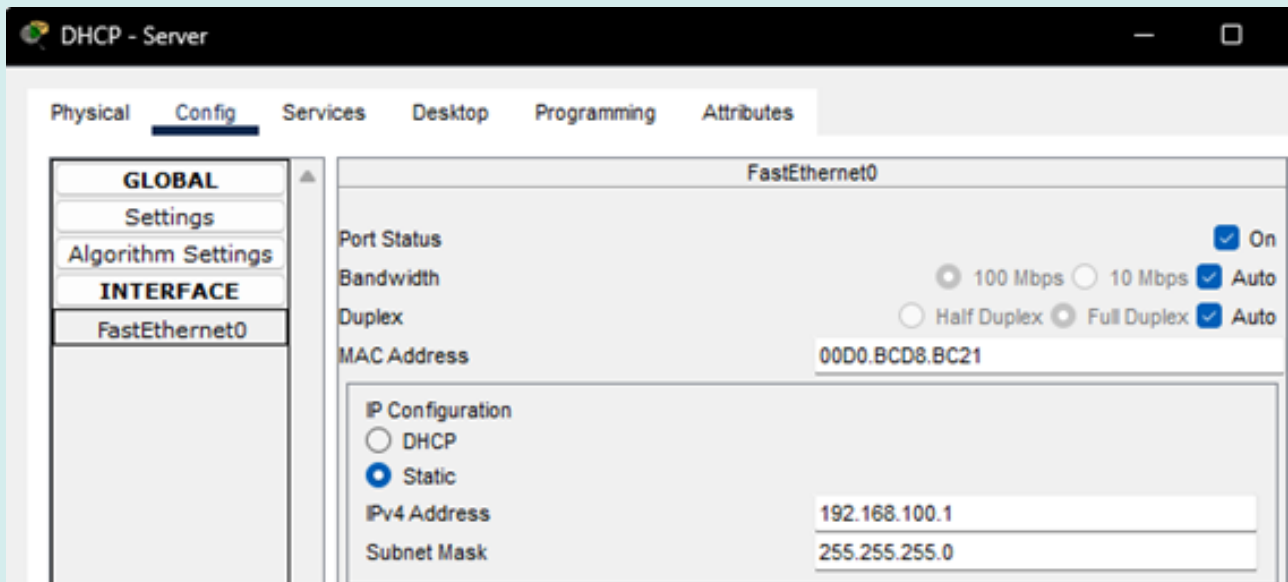 DHCP - Server
Physical Config Services Desktop Programming Attributes
GLOBAL
Settings
Algorithm Settings
INTERFACE
FastEthernet0
FastEthernet0
Port Status On
Bandwidth 100 Mbps 10 Mbps Auto
Duplex Half Duplex Full Duplex Auto
MAC Address 00D0.BCD8.BC21
IP Configuration
DHCP
Static
IPv4 Address 192.168.100.1
Subnet Mask 255.255.255.0